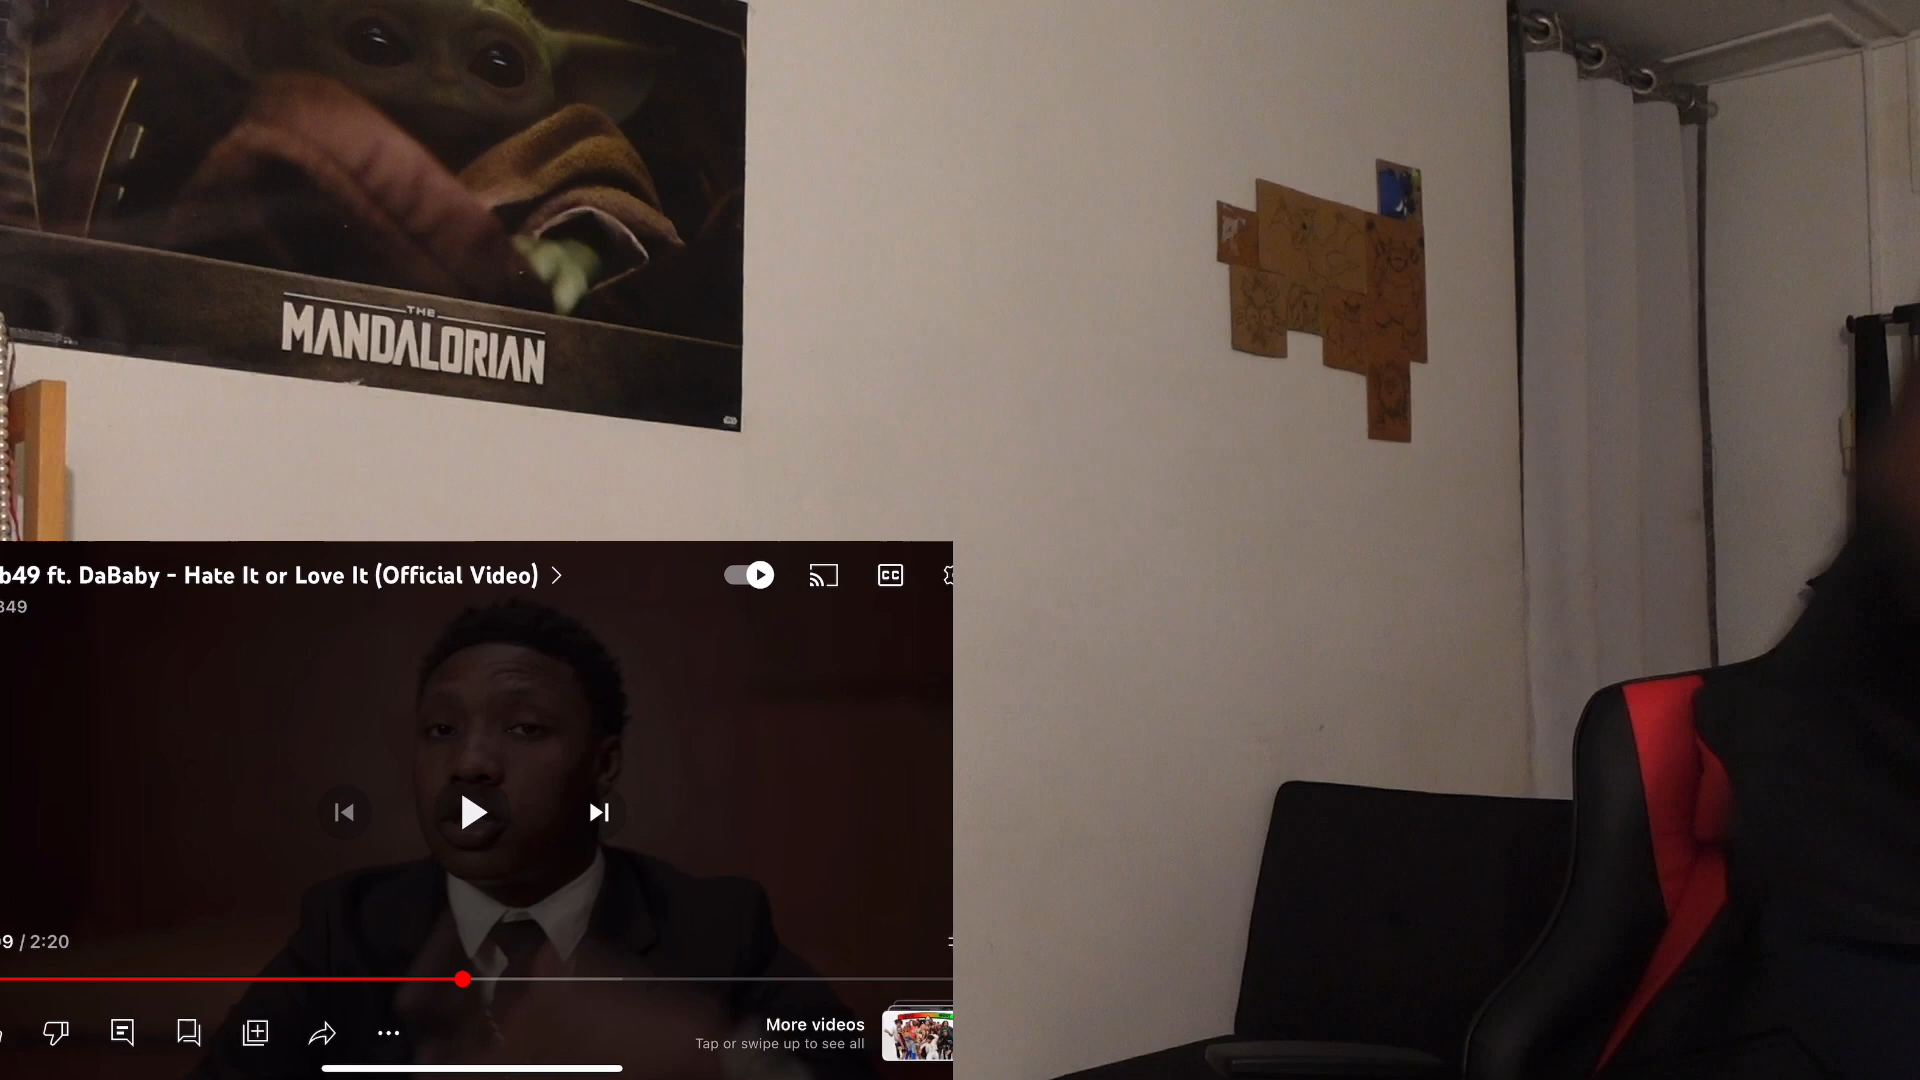 THE
MANDALORIAN
b49 ft. DaBaby - Hate It or Love It (Official Video)
349
9 / 2:20
More videos
Tap or swipe up to see all